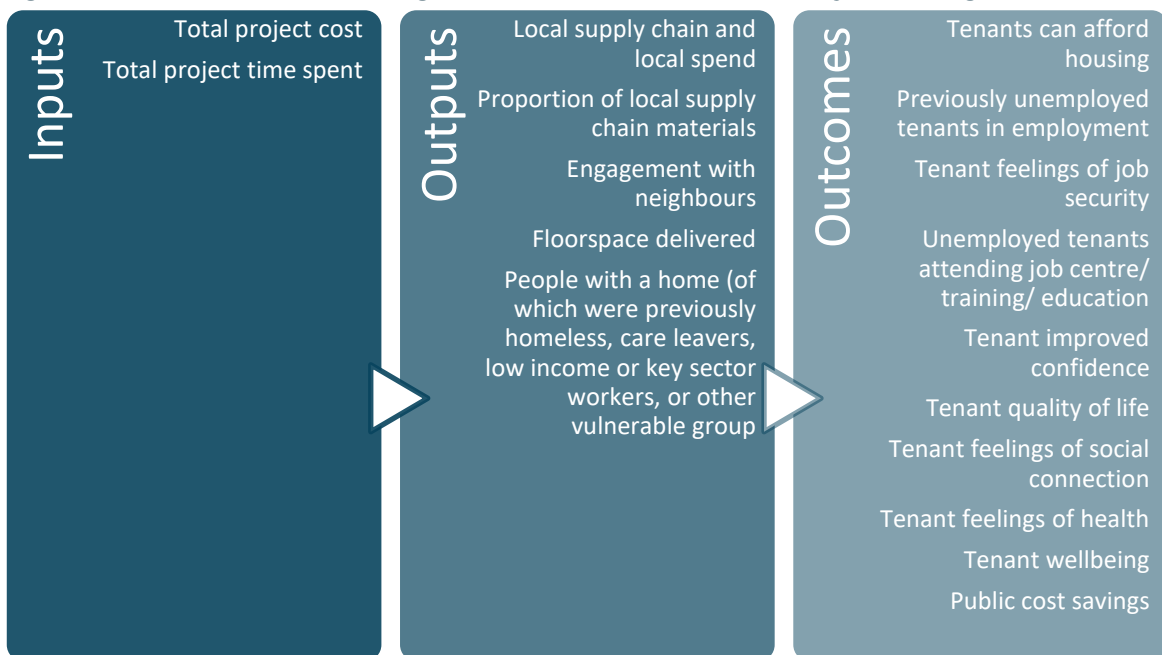 Inputs
Total project cost
Total project time spent
Outputs
Local supply chain and
local spend
Proportion of local supply
chain materials
Engagement with
neighbours
Floorspace delivered
People with a home (of
which were previously
homeless, care leavers,
low income or key sector
workers, or other
vulnerable group
Outcomes
Tenants can afford
housing
Previously unemployed
tenants in employment
Tenant feelings of job
security
Unemployed tenants
attending job centre/
training/ education
Tenant improved
confidence
Tenant quality of life
Tenant feelings of social
connection
Tenant feelings of health
Tenant wellbeing
Public cost savings